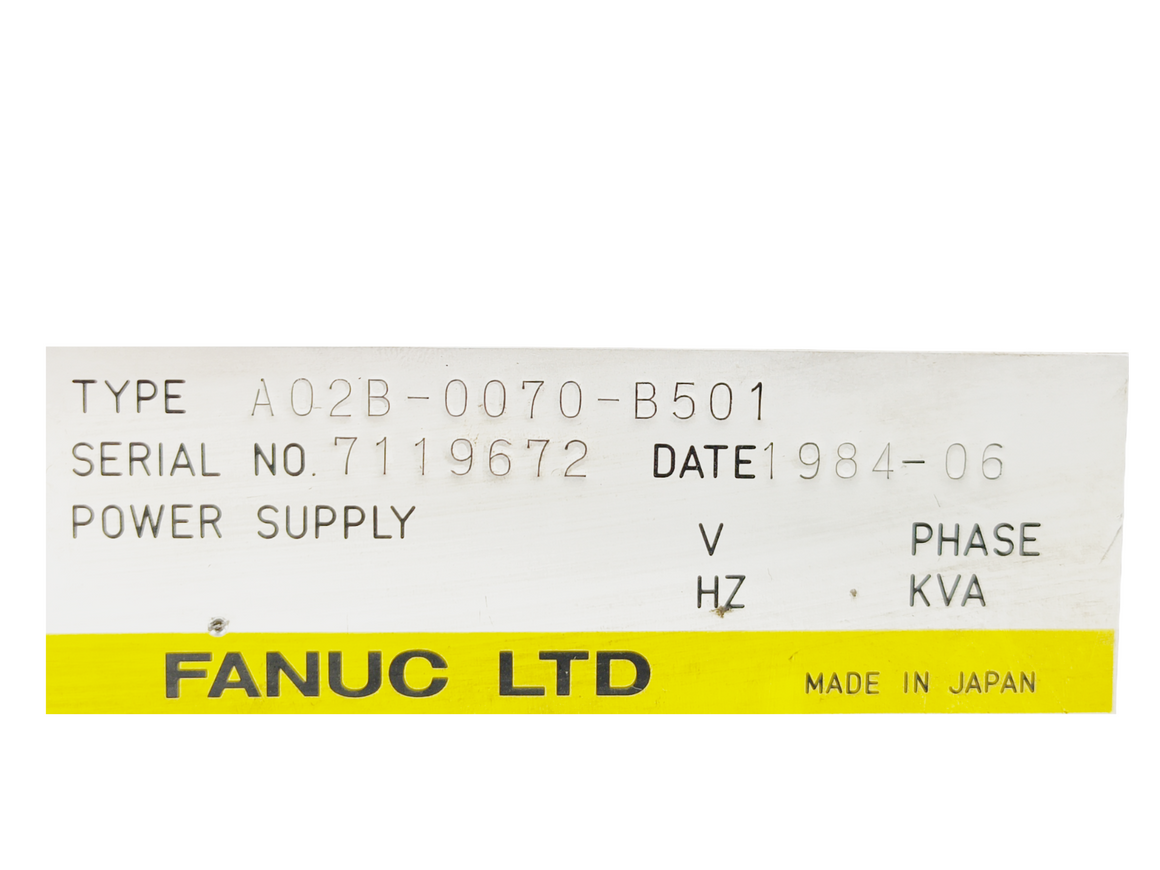 TYPE A02B-0070-B501
SERIAL NO. 7119672 DATE 1984-06
POWER SUPPLY
V PHASE
HZ KVA
FANUC LTD MADE IN JAPAN